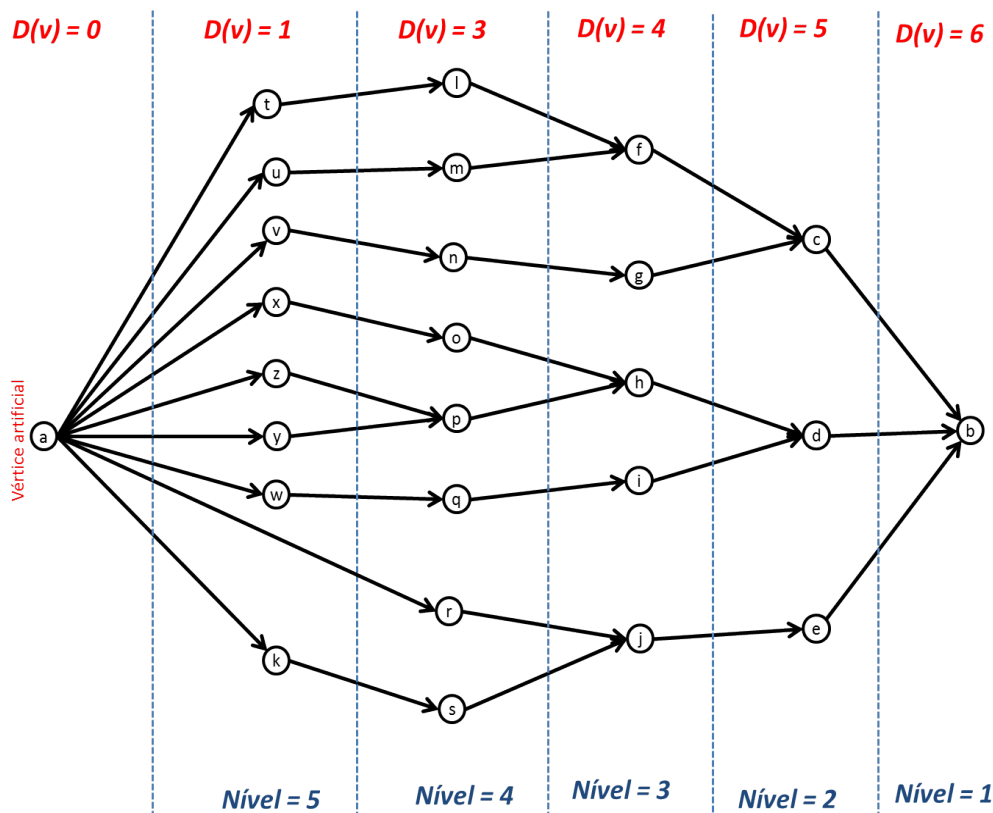 D(v) = 0
D(v) = 1
D(v) = 3
D(v) = 4
D(v) = 5
D(v) = 6
t
l
u
m
f
v
n
c
g
x
o
z
h
p
Vértice artificial
a
y
d
b
w
q
i
r
j
e
k
s
Nível = 5
Nível = 4
Nível = 3
Nível = 2
Nível = 1